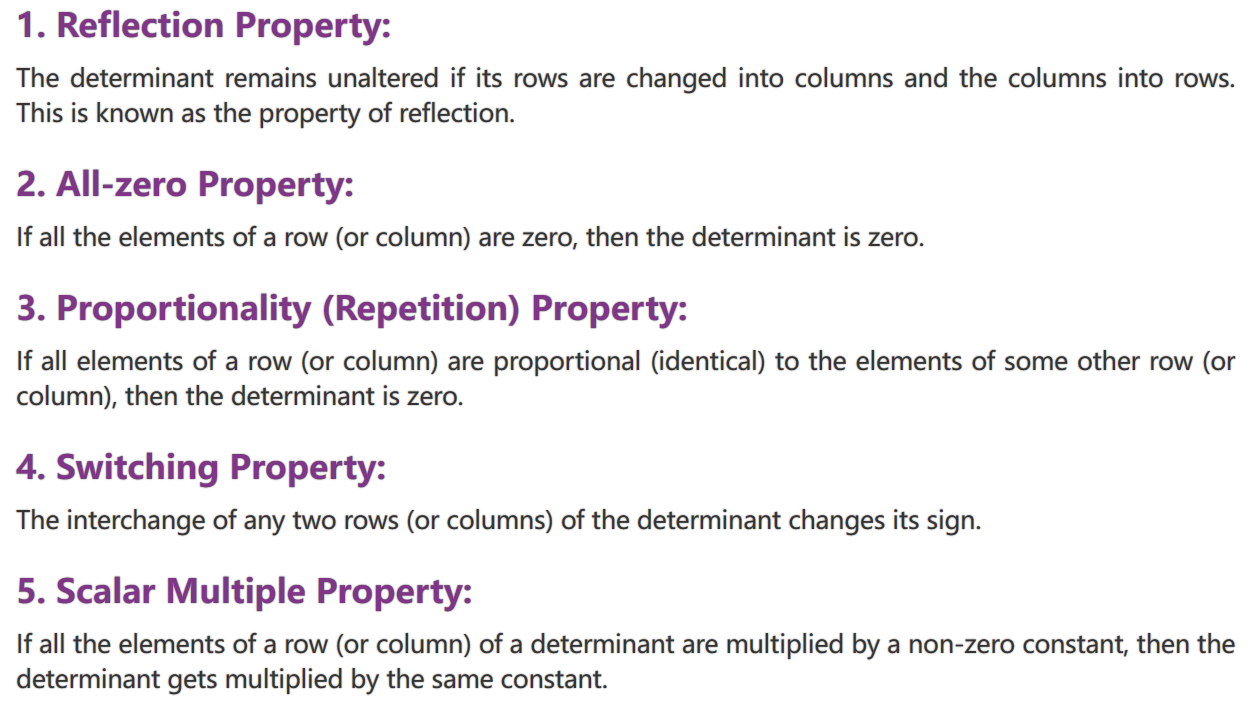 1. Reflection Property:
The determinant remains unaltered if its rows are changed into columns and the columns into rows.
This is known as the property of reflection.
2. All-zero Property:
If all the elements of a row (or column) are zero, then the determinant is zero.
3. Proportionality (Repetition) Property:
If all elements of a row (or column) are proportional (identical) to the elements of some other row (or
column), then the determinant is zero.
4. Switching Property:
The interchange of any two rows (or columns) of the determinant changes its sign.
5. Scalar Multiple Property:
If all the elements of a row (or column) of a determinant are multiplied by a non-zero constant, then the
determinant gets multiplied by the same constant.